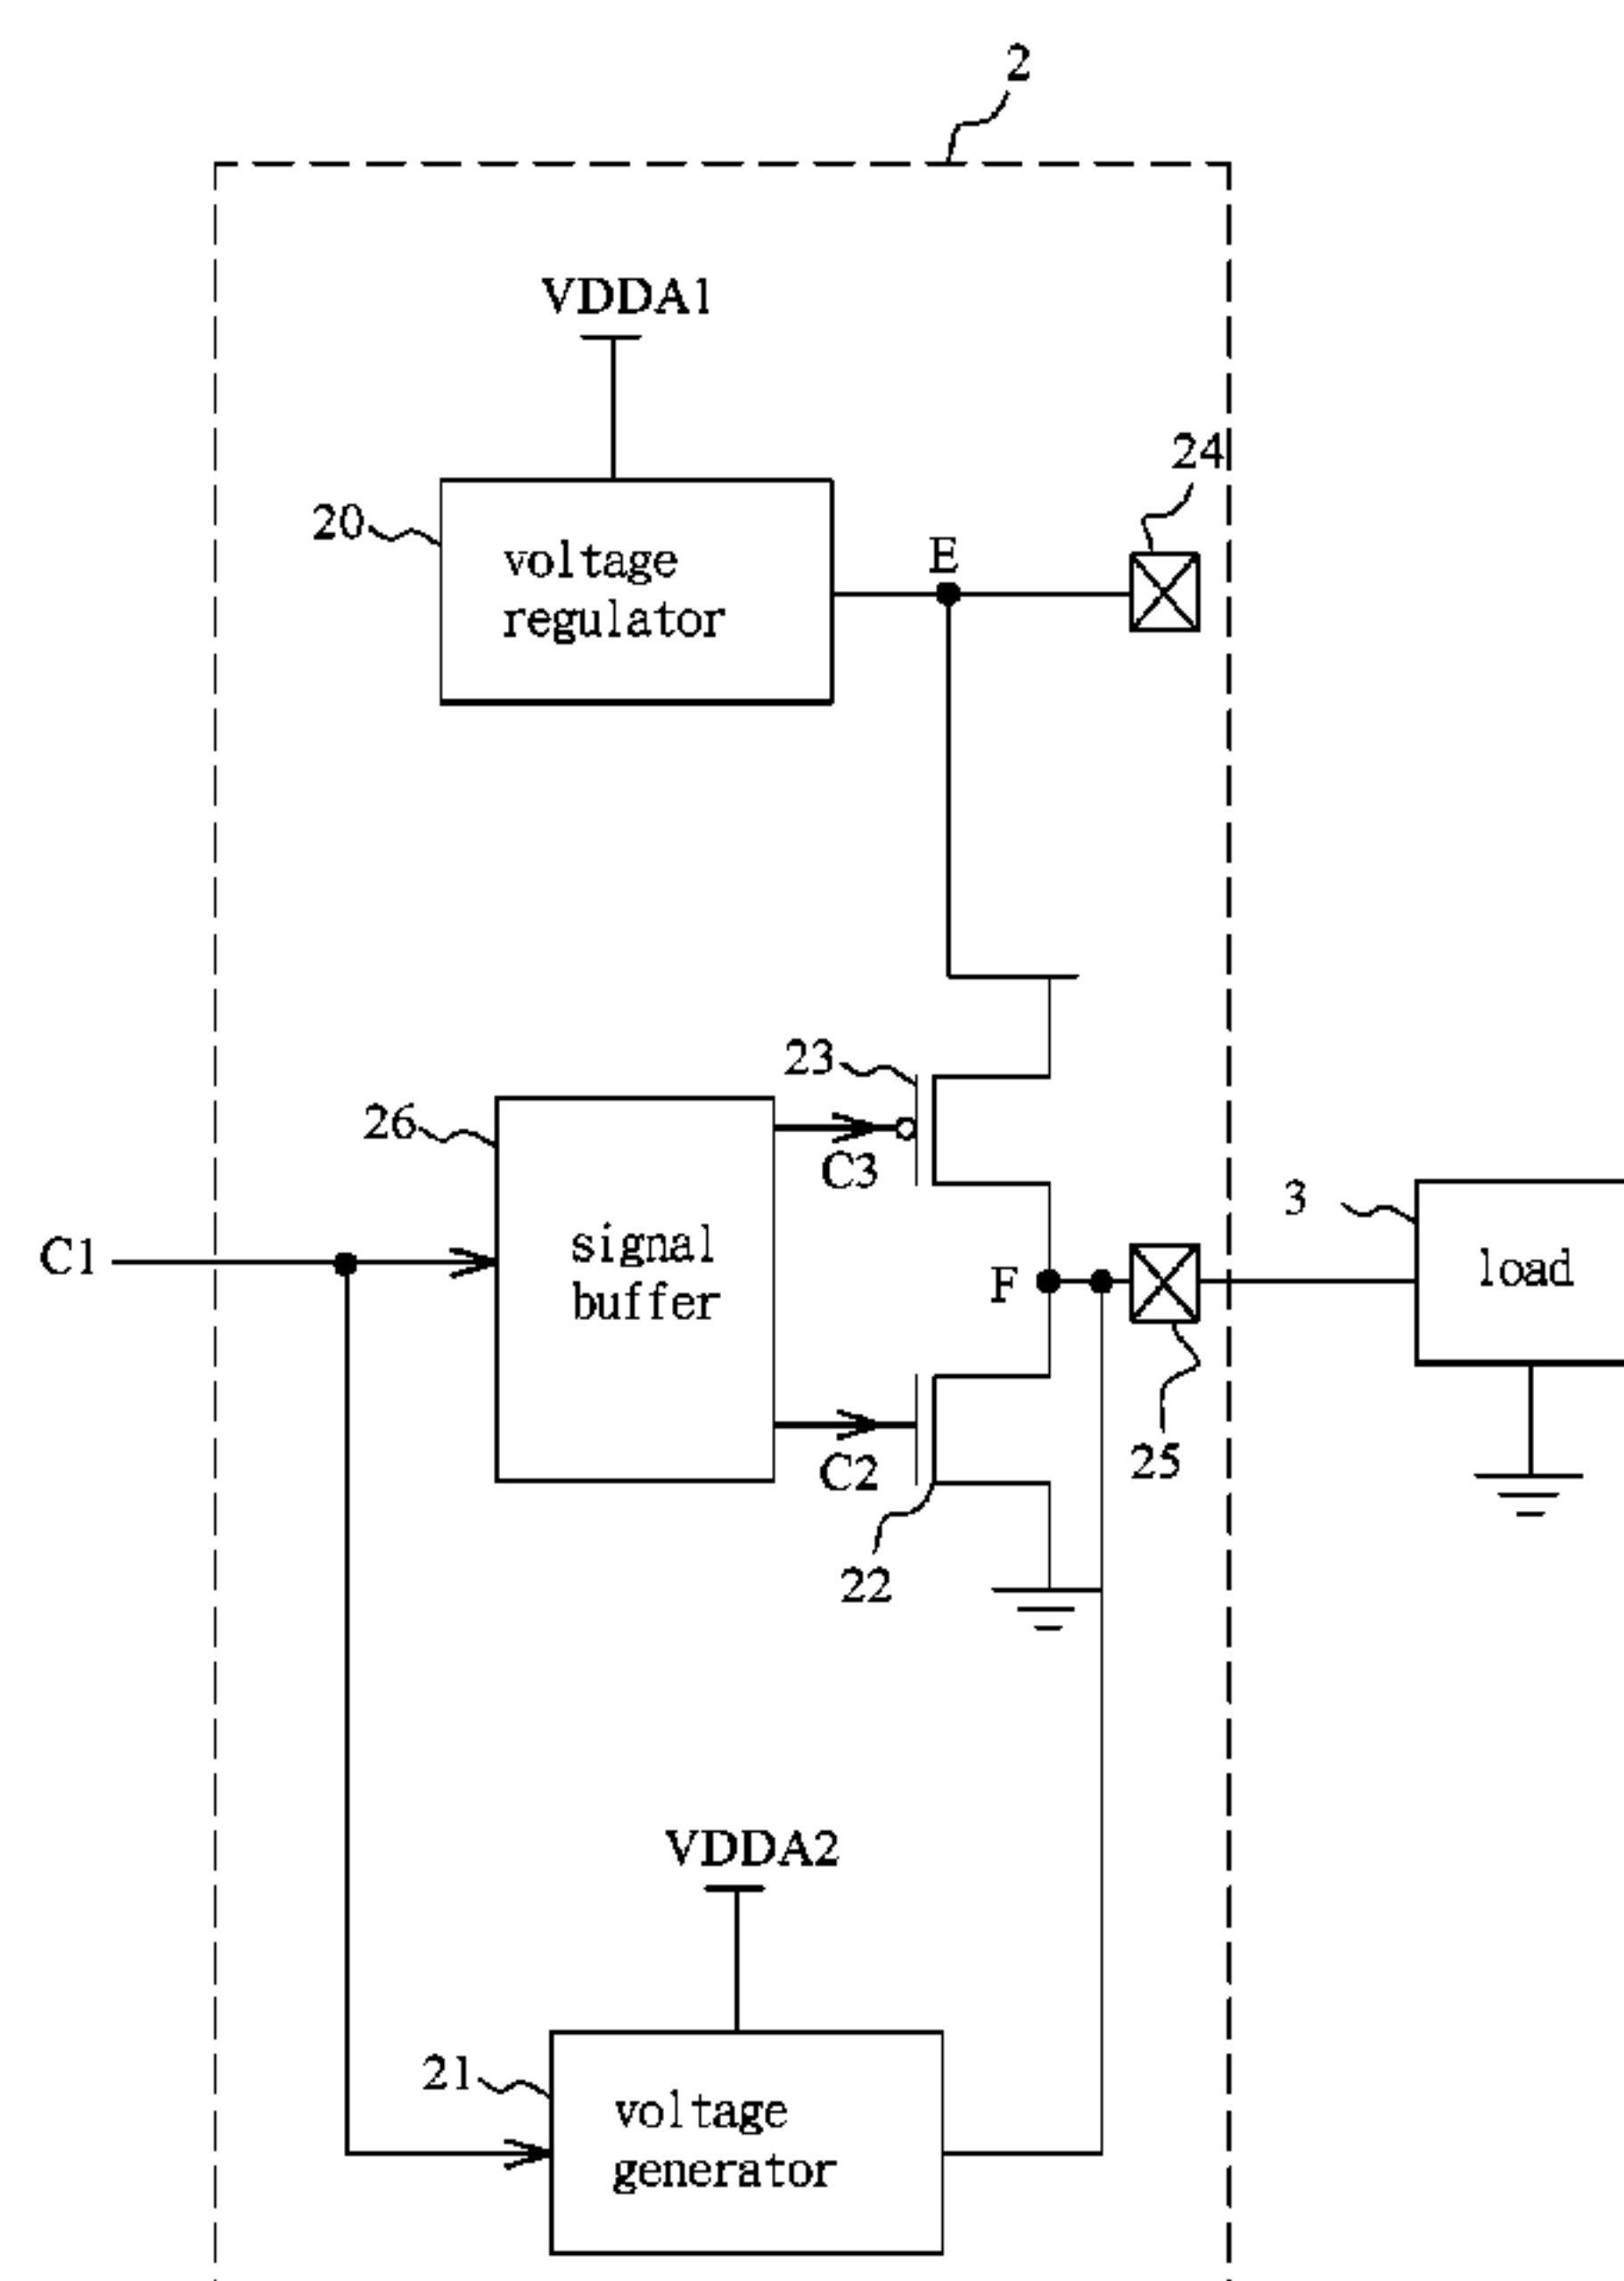 2
VDDA1
24
20
voltage
regulator
E
23
26
C3
3
signal
buffer
load
C1
F
C2
25
22
VDDA2
21
voltage
generator